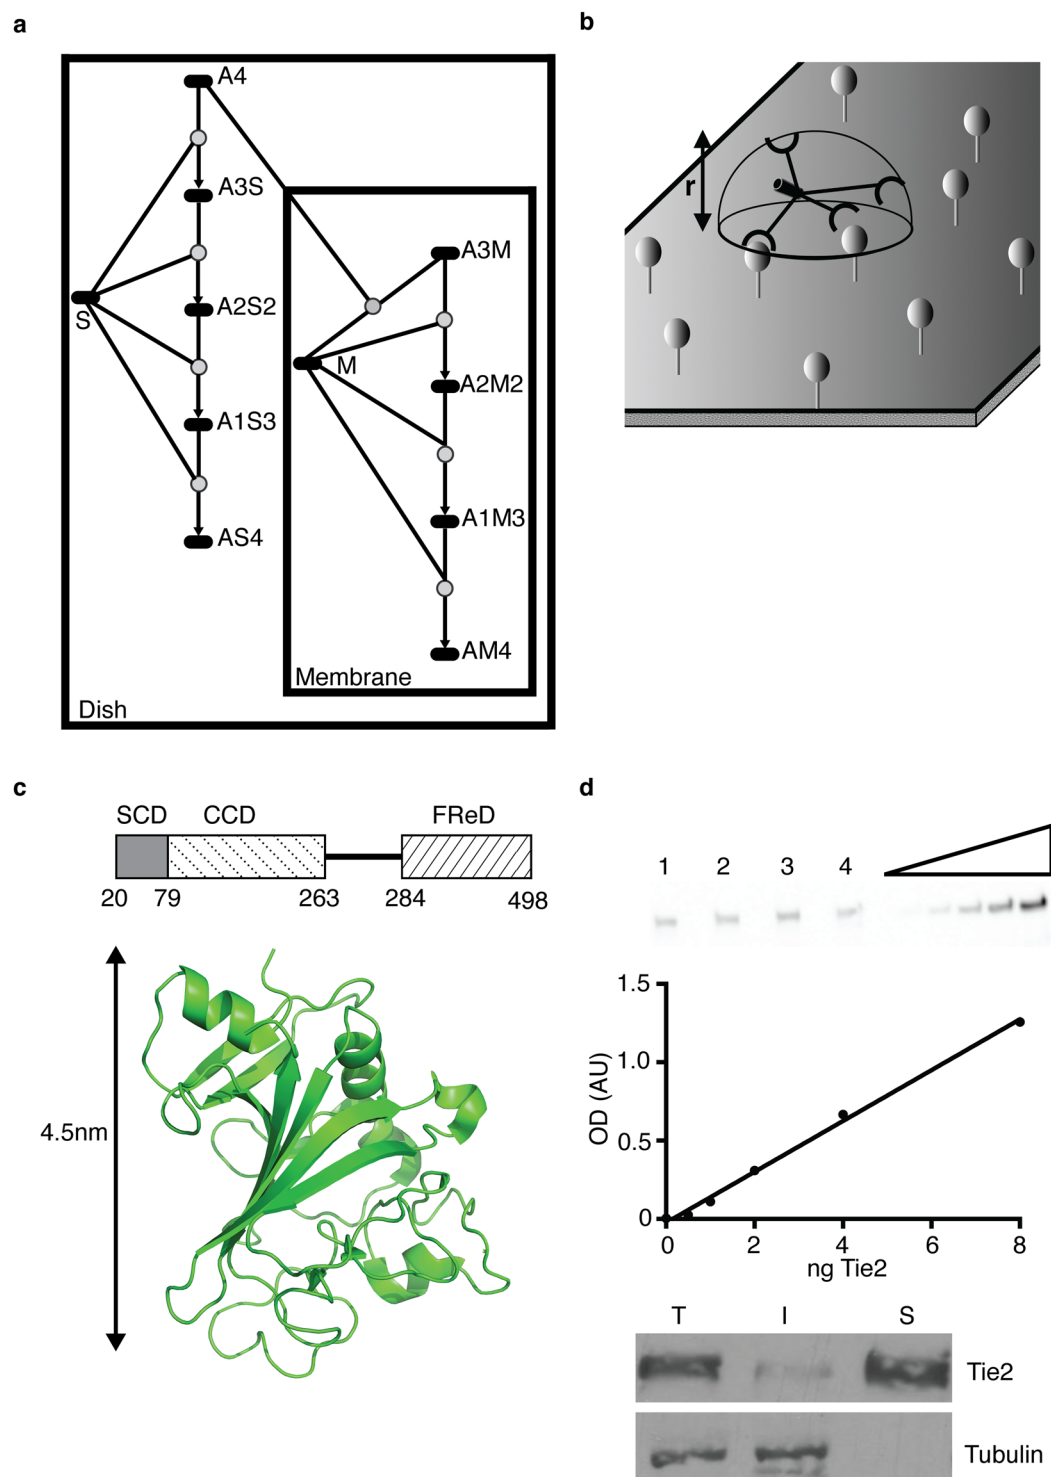 a
A4
A3S
S
A2S2
A1S3
AS4
A3M
M
A2M2
A1M3
AM4
Membrane
Dish
b
r
c
SCD CCD FReD
20 79 263 284 498
4.5nm
d
1 2 3 4
1.5
1.0
0.5
0
OD (AU)
0 2 4 6 8
ng Tie2
T I S
Tie2
Tubulin